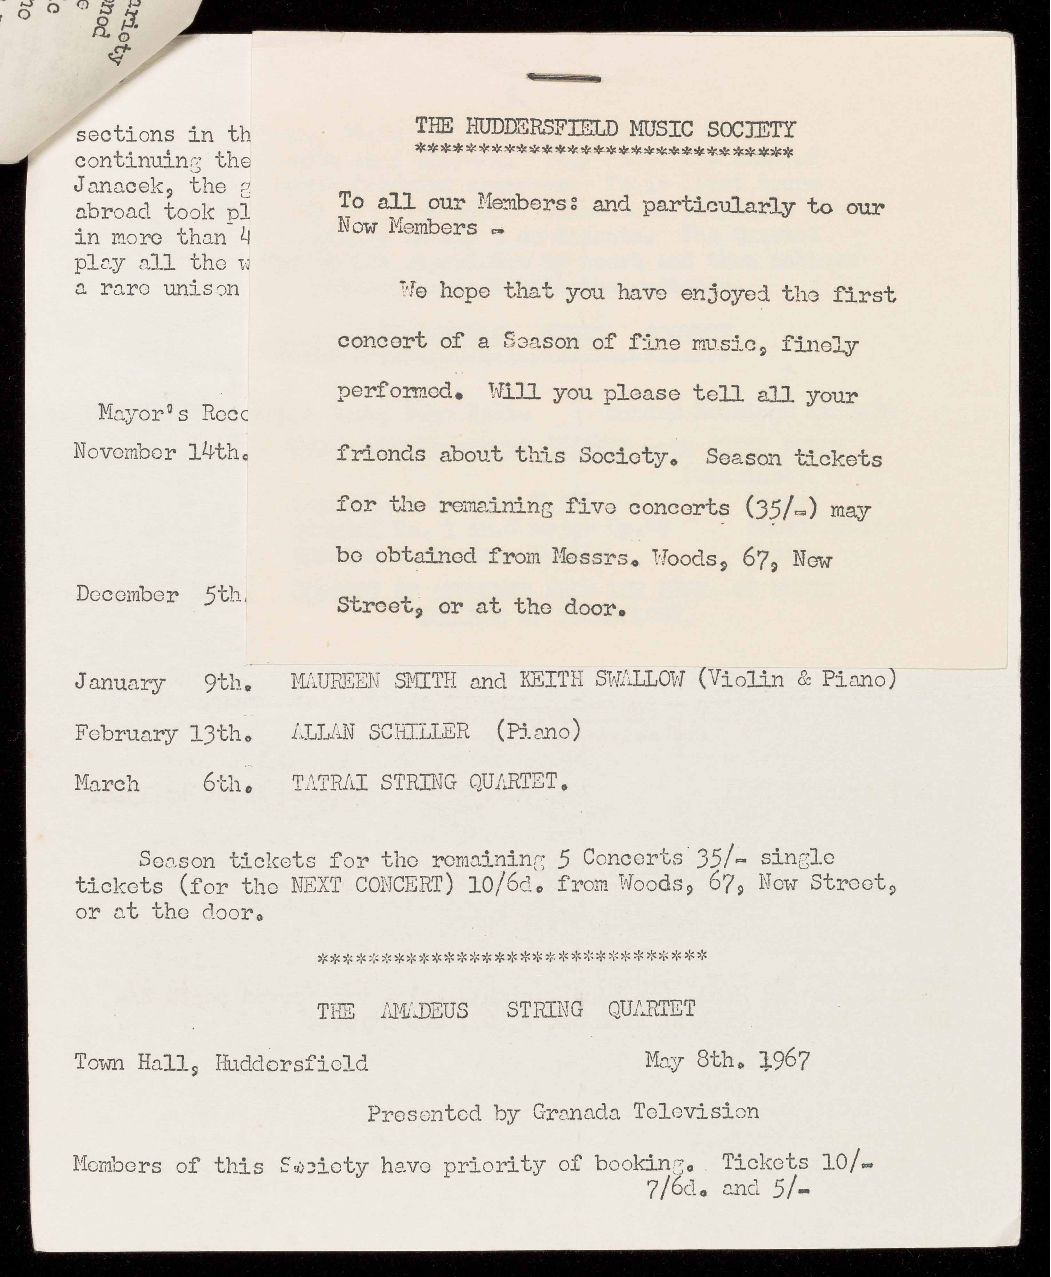 THE HUDDERSFIELD MUSIC SOCIETY
******************************
To all our Members: and particularly to our
New Members -
We hope that you have enjoyed the first
concert of a Season of fine music, finely
performed. Will you please tell all your
friends about this Society. Season tickets
for the remaining five concerts (35/-) may
be obtained from Messrs. Woods, 67, New
Street, or at the door.
sections in th
continuing the
Janacek, the g
abroad took pl
in more than 4
play all the w
a rare unison
Mayor's Rece
November 14th.
December 5th.
January 9th. MAUREEN SMITH and KEITH SWALLOW (Violin & Piano)
February 13th. ALLAN SCHILLER (Piano)
March 6th. TATRAI STRING QUARTET.
Season tickets for the remaining 5 Concerts 35/- single
tickets (for the NEXT CONCERT) 10/6d. from Woods, 67, New Street,
or at the door.
*******************************
THE AMADEUS STRING QUARTET
Town Hall, Huddersfield May 8th. 1967
Presented by Granada Television
Members of this Society have priority of booking. Tickets 10/-
7/6d. and 5/-